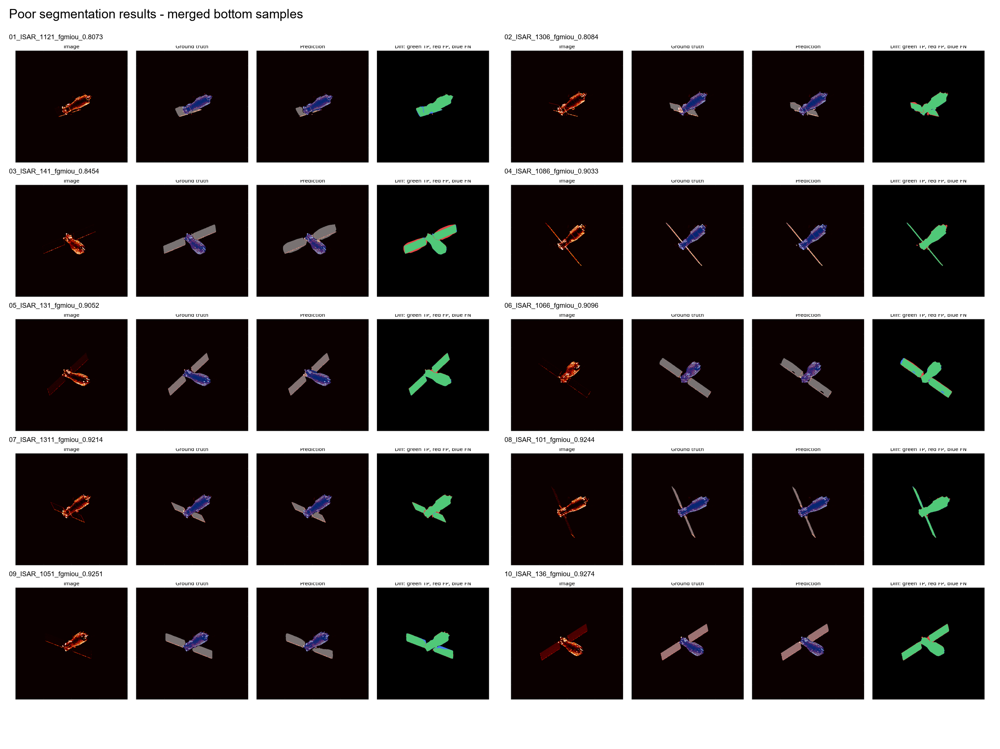 Poor segmentation results - merged bottom samples
01_ISAR_1121_fgmiou_0.8073
02_ISAR_1306_fgmiou_0.8084
Image Ground truth Prediction Diff: green TP, red FP, blue FN
Image Ground truth Prediction Diff: green TP, red FP, blue FN
03_ISAR_141_fgmiou_0.8454
04_ISAR_1086_fgmiou_0.9033
Image Ground truth Prediction Diff: green TP, red FP, blue FN
Image Ground truth Prediction Diff: green TP, red FP, blue FN
05_ISAR_131_fgmiou_0.9052
06_ISAR_1066_fgmiou_0.9096
Image Ground truth Prediction Diff: green TP, red FP, blue FN
Image Ground truth Prediction Diff: green TP, red FP, blue FN
07_ISAR_1311_fgmiou_0.9214
08_ISAR_101_fgmiou_0.9244
Image Ground truth Prediction Diff: green TP, red FP, blue FN
Image Ground truth Prediction Diff: green TP, red FP, blue FN
09_ISAR_1051_fgmiou_0.9251
10_ISAR_136_fgmiou_0.9274
Image Ground truth Prediction Diff: green TP, red FP, blue FN
Image Ground truth Prediction Diff: green TP, red FP, blue FN